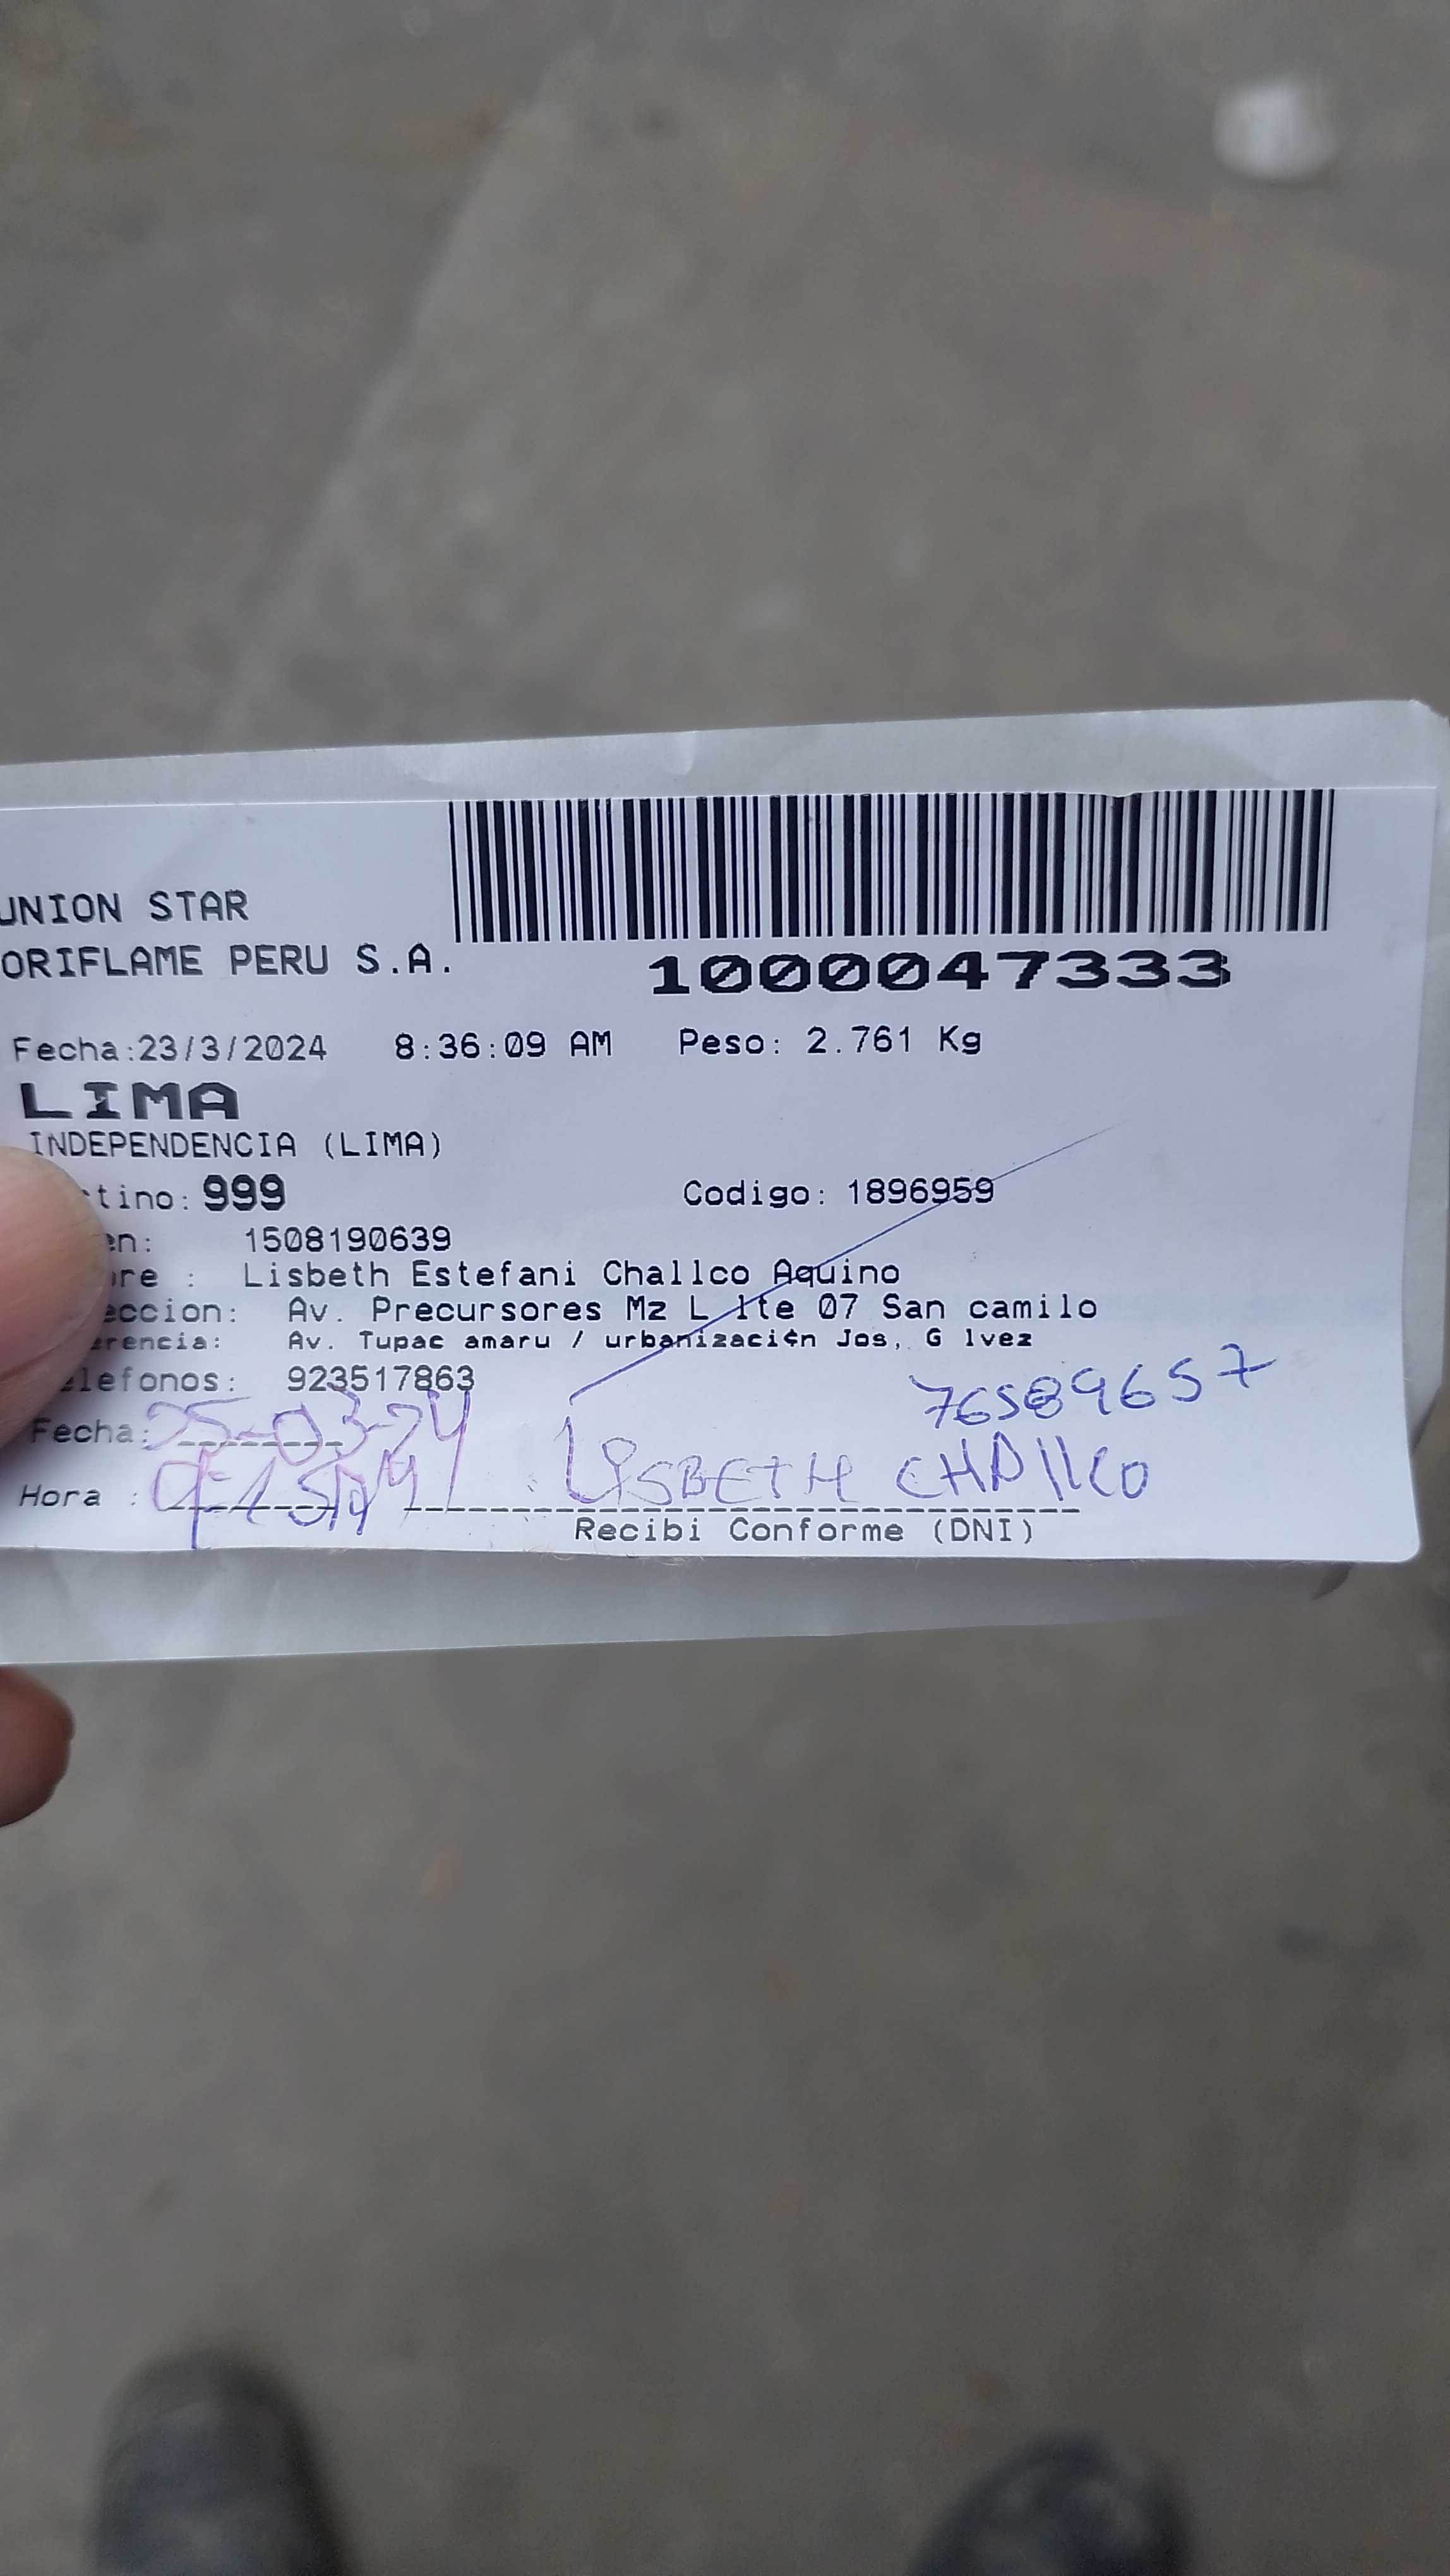 UNION STAR
ORIFLAME PERU S.A.
1000047333
Fecha:23/3/2024 8:36:09 AM Peso: 2.761 Kg
LIMA
INDEPENDENCIA (LIMA)
tino: 999 Codigo: 1896959
en: 1508190639
re : Lisbeth Estefani Challco Aquino
eccion: Av. Precursores Mz L lte 07 San camilo
erencia: Av. Tupac amaru / urbanizaci¢n Jos, G lvez
elefonos: 923517863
76589657
Fecha: 25-03-24
Hora : LISBETH CHAllCO
Recibi Conforme (DNI)